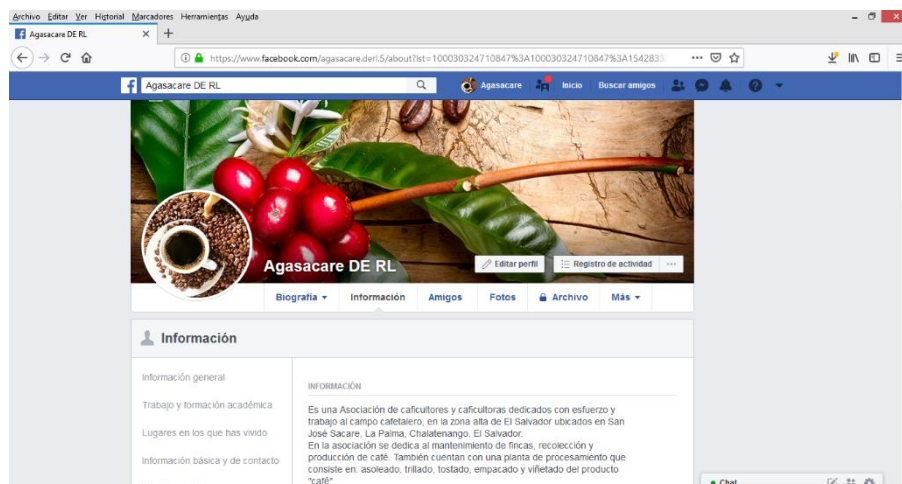 Archivo Editar Ver Historial Marcadores Herramientas Ayuda
Agasacare DE RL
https://www.facebook.com/agasacare.derl.5/about?lst=100030324710847%3A100030324710847%3A1542833
Agasacare DE RL
Agasacare Inicio Buscar amigos
Agasacare DE RL
Editar perfil Registro de actividad
Biografía Información Amigos Fotos Archivo Más
Información
Información general
Trabajo y formación académica
Lugares en los que has vivido
Información básica y de contacto
INFORMACIÓN
Es una Asociación de caficultores y caficultoras dedicados con esfuerzo y
trabajo al campo cafetalero, en la zona alta de El Salvador ubicados en San
José Sacare, La Palma, Chalatenango, El Salvador.
En la asociación se dedica al mantenimiento de fincas, recolección y
producción de café. También cuentan con una planta de procesamiento que
consiste en: asoleado, trillado, tostado, empacado y viñetado del producto
"café"
Chat